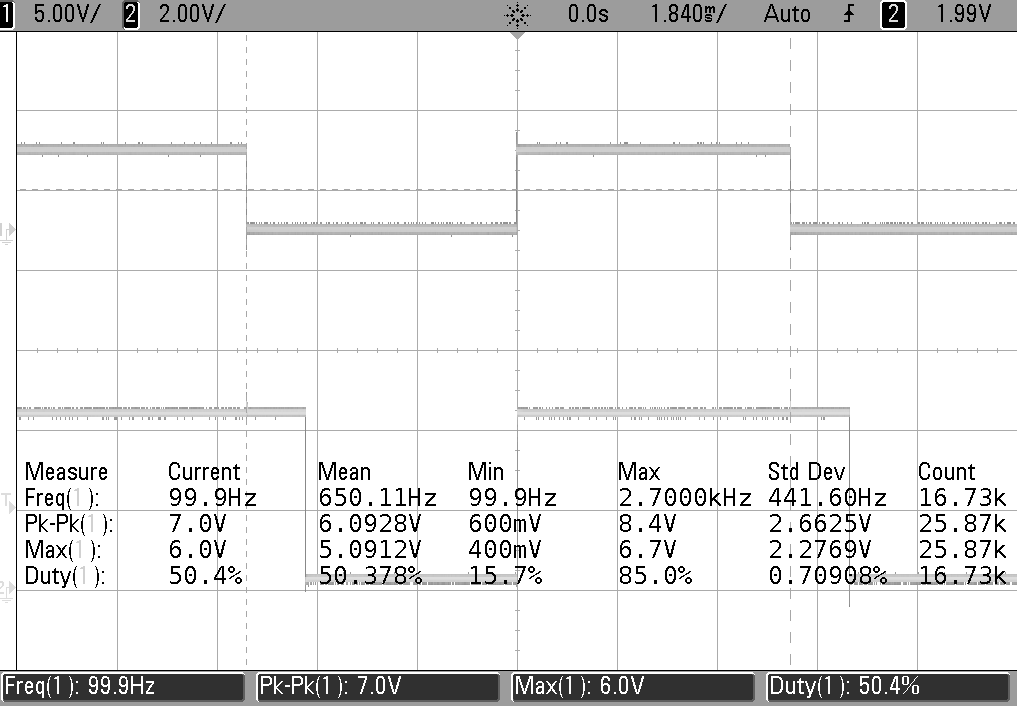 1 5.00V/ 2 2.00V/ 0.0s 1.840ms/ Auto 2 1.99V
1
T
2
Measure Current Mean Min Max Std Dev Count
Freq(1): 99.9Hz 650.11Hz 99.9Hz 2.7000kHz 441.60Hz 16.73k
Pk-Pk(1): 7.0V 6.0928V 600mV 8.4V 2.6625V 25.87k
Max(1): 6.0V 5.0912V 400mV 6.7V 2.2769V 25.87k
Duty(1): 50.4% 50.378% 15.7% 85.0% 0.70908% 16.73k
Freq(1): 99.9Hz Pk-Pk(1): 7.0V Max(1): 6.0V Duty(1): 50.4%